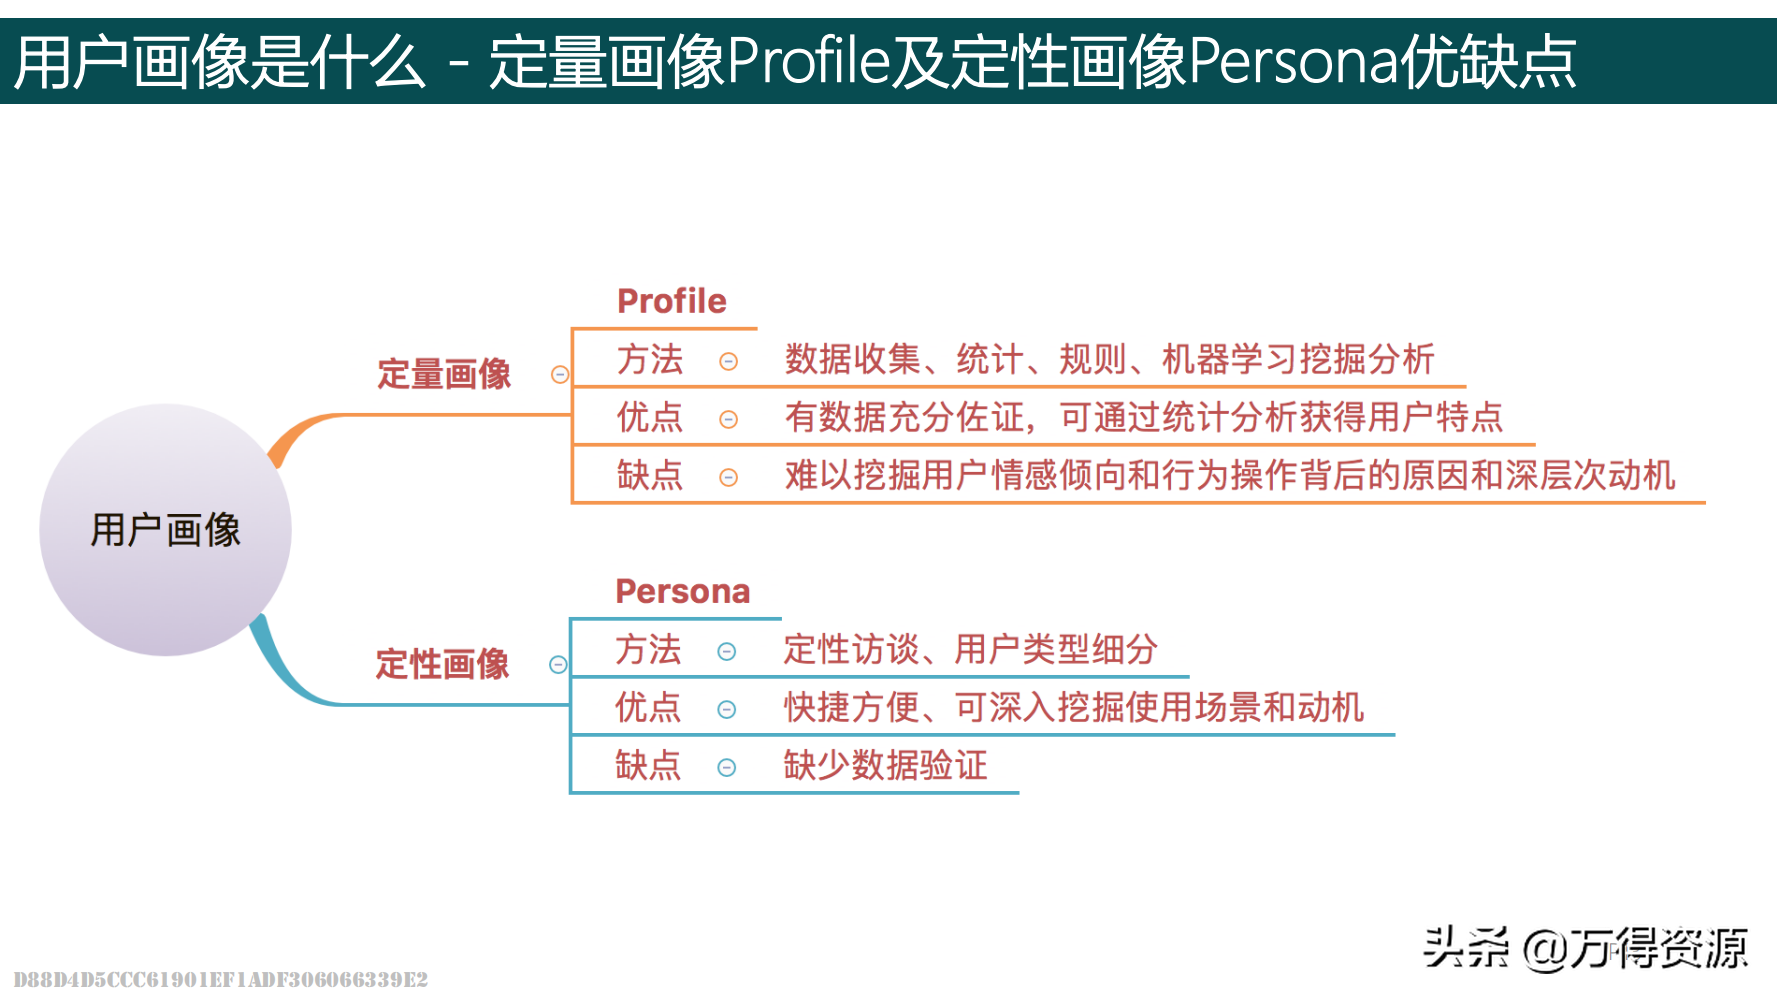 用户画像是什么 - 定量画像Profile及定性画像Persona优缺点
Profile
定量画像
方法 数据收集、统计、规则、机器学习挖掘分析
优点 有数据充分佐证，可通过统计分析获得用户特点
缺点 难以挖掘用户情感倾向和行为操作背后的原因和深层次动机
用户画像
Persona
定性画像
方法 定性访谈、用户类型细分
优点 快捷方便、可深入挖掘使用场景和动机
缺点 缺少数据验证
头条 @万得资源
D88D4D5CCC61901EF1ADF306066339E2